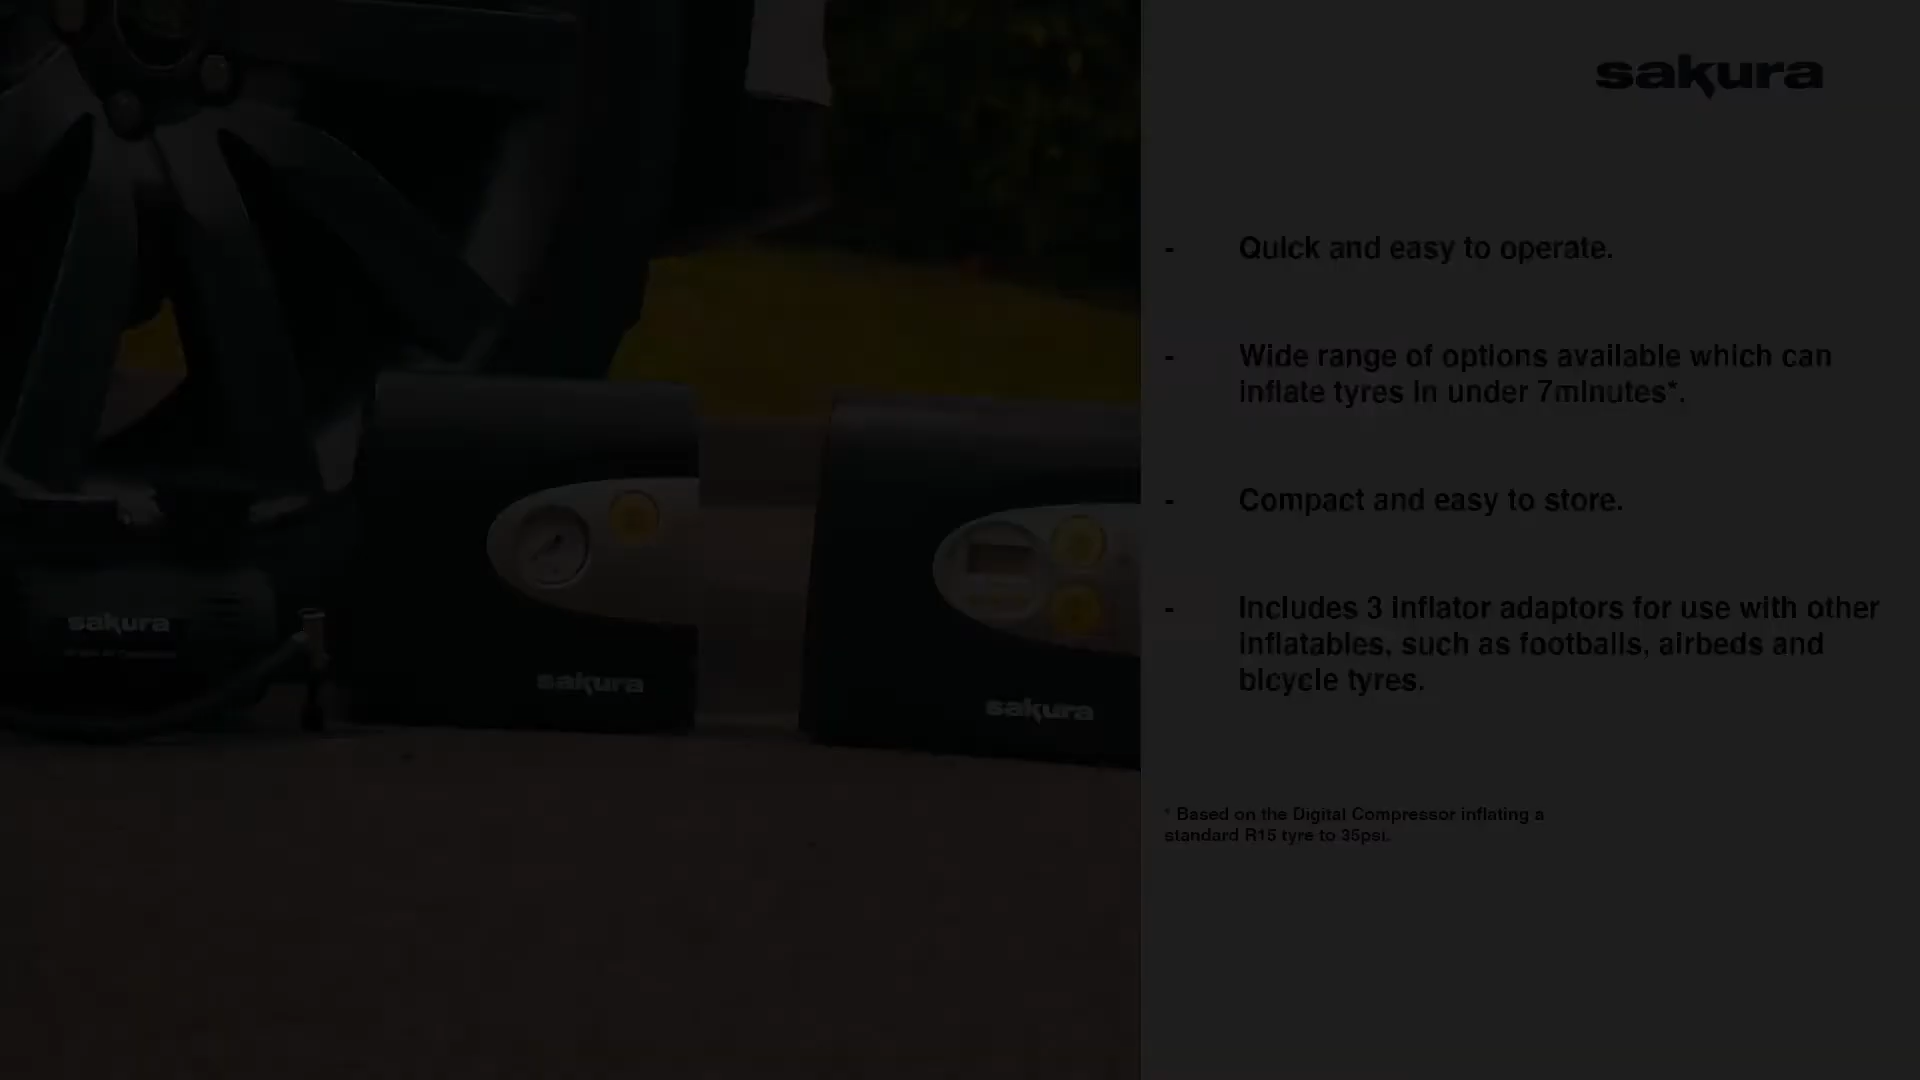 sakura
- Quick and easy to operate.
- Wide range of options available which can
inflate tyres in under 7minutes*.
- Compact and easy to store.
- Includes 3 inflator adaptors for use with other
inflatables, such as footballs, airbeds and
bicycle tyres.
* Based on the Digital Compressor inflating a
standard R15 tyre to 35psi.
sakura
sakura
sakura